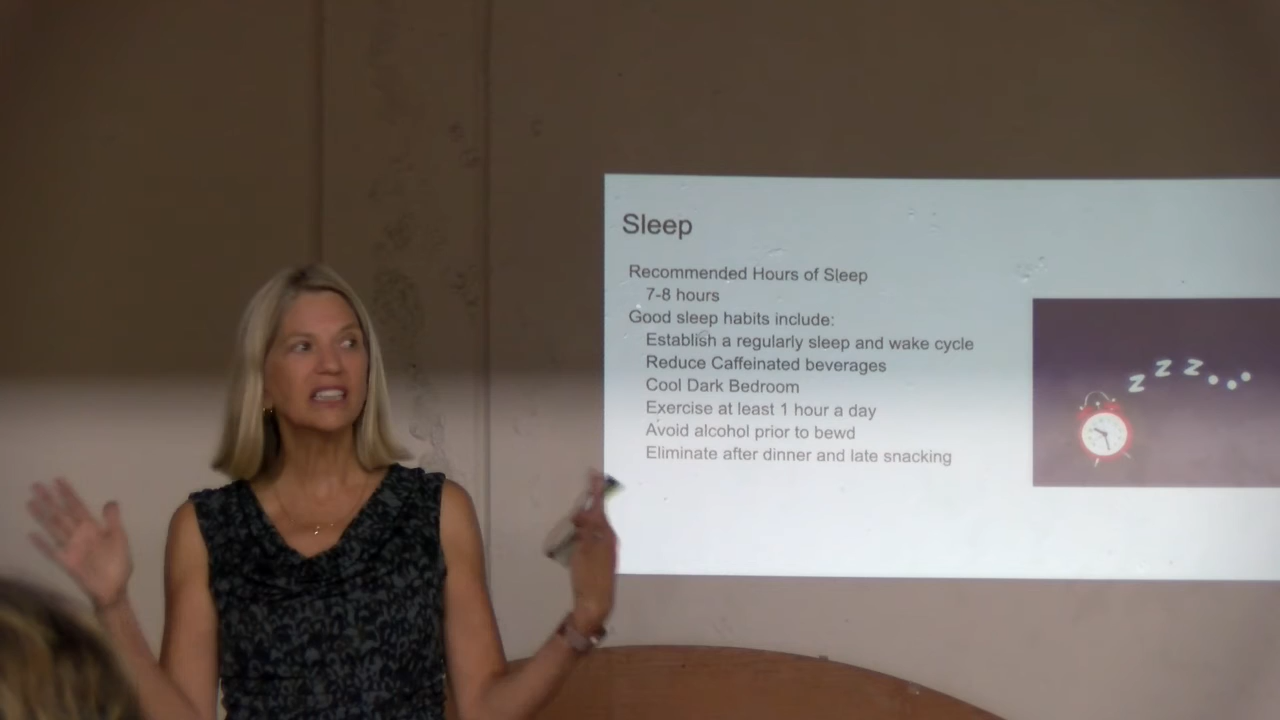 Sleep
Recommended Hours of Sleep
7-8 hours
Good sleep habits include:
Establish a regularly sleep and wake cycle
Reduce Caffeinated beverages
Cool Dark Bedroom
Exercise at least 1 hour a day
Avoid alcohol prior to bewd
Eliminate after dinner and late snacking
z z z